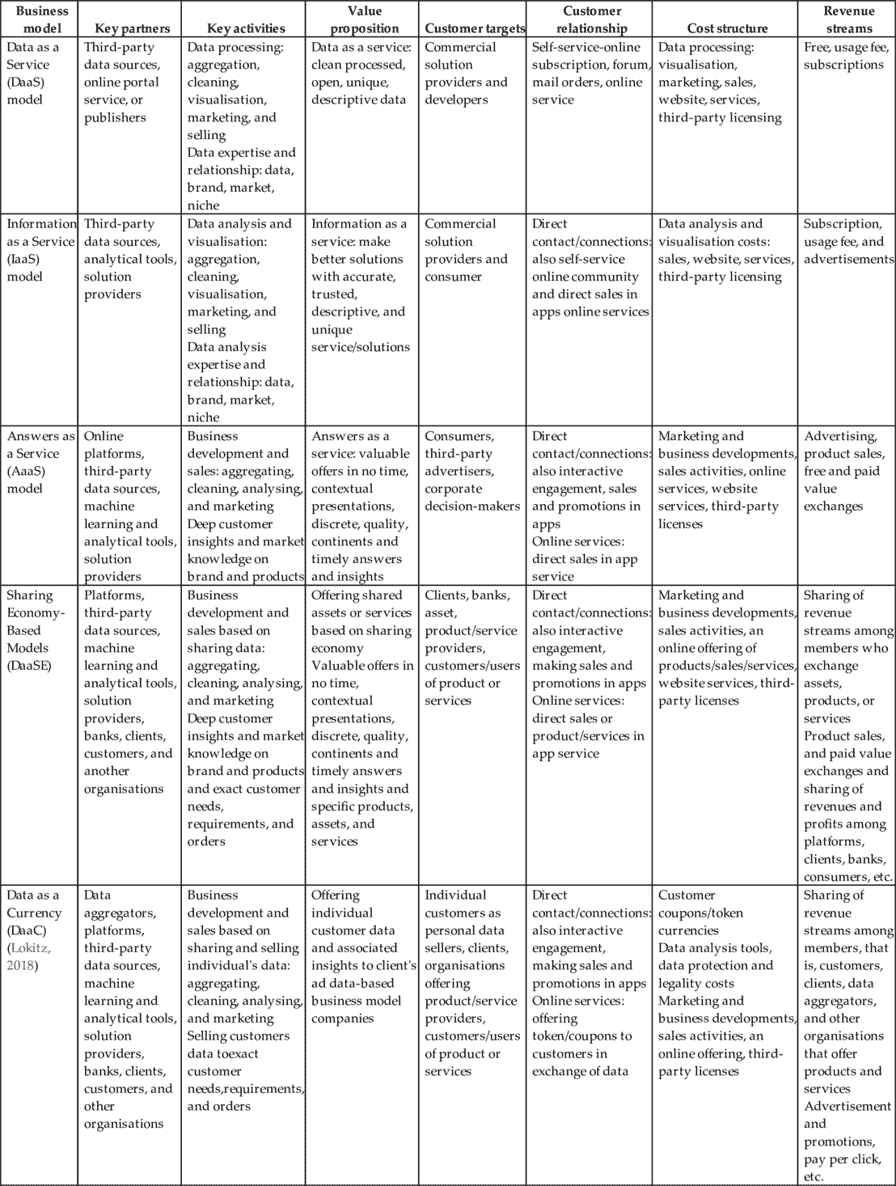 Business
model
Key partners
Key activities
Value
proposition
Customer targets
Customer
relationship
Cost structure
Revenue
streams
Data as a
Service
(DaaS)
model
Third-party
data sources,
online portal
service, or
publishers
Data processing:
aggregation,
cleaning,
visualisation,
marketing, and
selling
Data expertise and
relationship: data,
brand, market,
niche
Data as a service:
clean processed,
open, unique,
descriptive data
Commercial
solution
providers and
developers
Self-service-online
subscription, forum,
mail orders, online
service
Data processing:
visualisation,
marketing, sales,
website, services,
third-party licensing
Free, usage fee,
subscriptions
Information
as a Service
(IaaS)
model
Third-party
data sources,
analytical tools,
solution
providers
Data analysis and
visualisation:
aggregation,
cleaning,
visualisation,
marketing, and
selling
Data analysis
expertise and
relationship: data,
brand, market,
niche
Information as a
service: make
better solutions
with accurate,
trusted,
descriptive, and
unique
service/solutions
Commercial
solution
providers and
consumer
Direct
contact/connections:
also self-service
online community
and direct sales in
apps online services
Data analysis and
visualisation costs:
sales, website, services,
third-party licensing
Subscription,
usage fee, and
advertisements
Answers as
a Service
(AaaS)
model
Online
platforms,
third-party
data sources,
machine
learning and
analytical tools,
solution
providers
Business
development and
sales: aggregating,
cleaning, analysing,
and marketing
Deep customer
insights and market
knowledge on
brand and products
Answers as a
service: valuable
offers in no time,
contextual
presentations,
discrete, quality,
continents and
timely answers
and insights
Consumers,
third-party
advertisers,
corporate
decision-makers
Direct
contact/connections:
also interactive
engagement, sales
and promotions in
apps
Online services:
direct sales in app
service
Marketing and
business developments,
sales activities, online
services, website
services, third-party
licenses
Advertising,
product sales,
free and paid
value
exchanges
Sharing
Economy-
Based
Models
(DaaSE)
Platforms,
third-party
data sources,
machine
learning and
analytical tools,
solution
providers,
banks, clients,
customers, and
another
organisations
Business
development and
sales based on
sharing data:
aggregating,
cleaning, analysing,
and marketing
Deep customer
insights and market
knowledge on
brand and products
and exact customer
needs,
requirements, and
orders
Offering shared
assets or services
based on sharing
economy
Valuable offers in
no time,
contextual
presentations,
discrete, quality,
continents and
timely answers
and insights and
specific products,
assets, and
services
Clients, banks,
asset,
product/service
providers,
customers/users
of product or
services
Direct
contact/connections:
also interactive
engagement,
making sales and
promotions in apps
Online services:
direct sales or
product/services in
app service
Marketing and
business developments,
sales activities, an
online offering of
products/sales/services,
website services, third-
party licenses
Sharing of
revenue
streams among
members who
exchange
assets,
products, or
services
Product sales,
and paid value
exchanges and
sharing of
revenues and
profits among
platforms,
clients, banks,
consumers, etc.
Data as a
Currency
(DaaC)
(Lokitz,
2018)
Data
aggregators,
platforms,
third-party
data sources,
machine
learning and
analytical tools,
solution
providers,
banks, clients,
customers, and
other
organisations
Business
development and
sales based on
sharing and selling
individual's data:
aggregating,
cleaning, analysing,
and marketing
Selling customers
data toexact
customer
needs,requirements,
and orders
Offering
individual
customer data
and associated
insights to client's
ad data-based
business model
companies
Individual
customers as
personal data
sellers, clients,
organisations
offering
product/service
providers,
customers/users
of product or
services
Direct
contact/connections:
also interactive
engagement,
making sales and
promotions in apps
Online services:
offering
token/coupons to
customers in
exchange of data
Customer
coupons/token
currencies
Data analysis tools,
data protection and
legality costs
Marketing and
business developments,
sales activities, an
online offering, third-
party licenses
Sharing of
revenue
streams among
members, that
is, customers,
clients, data
aggregators,
and other
organisations
that offer
products and
services
Advertisement
and
promotions,
pay per click,
etc.